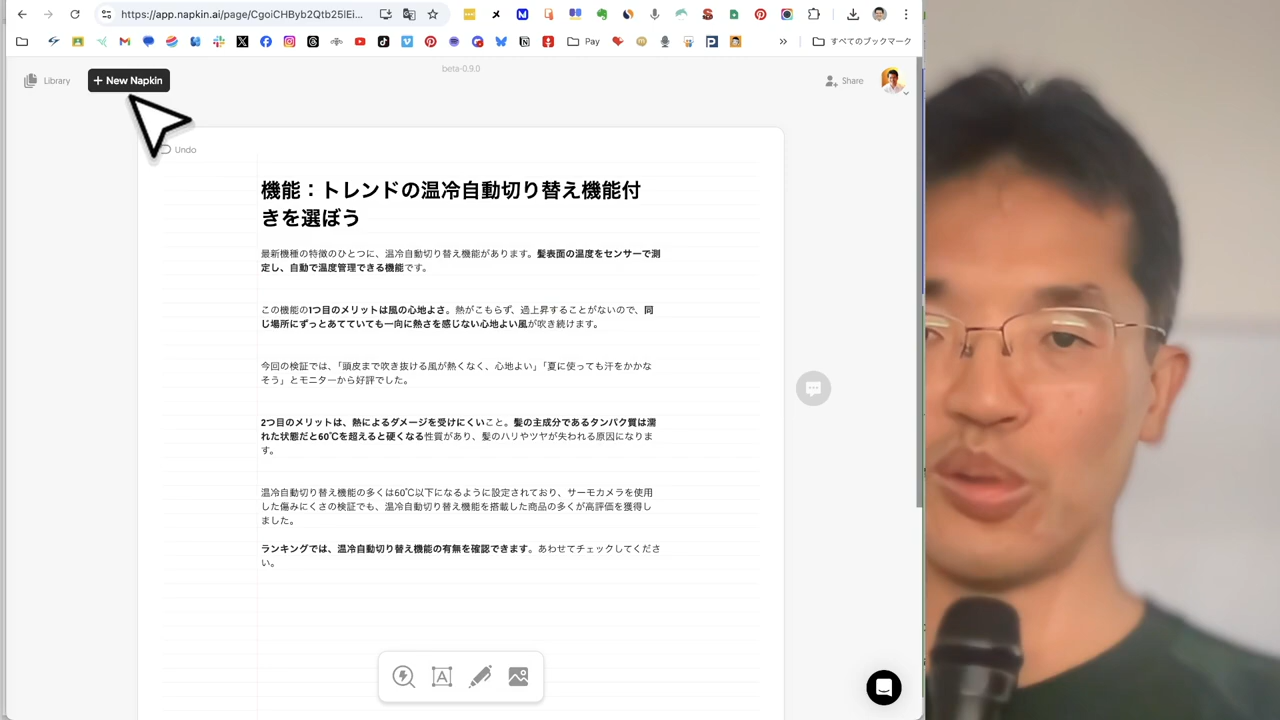 https://app.napkin.ai/page/CgoiCHByb2Qtb25lEi...
Pay
すべてのブックマーク
beta-0.9.0
Library
+ New Napkin
Share
Undo
機能：トレンドの温冷自動切り替え機能付
きを選ぼう
最新機種の特徴のひとつに、温冷自動切り替え機能があります。髪表面の温度をセンサーで測
定し、自動で温度管理できる機能です。
この機能の1つ目のメリットは風の心地よさ。熱がこもらず、過上昇することがないので、同
じ場所にずっとあてていても一向に熱さを感じない心地よい風が吹き続けます。
今回の検証では、「頭皮まで吹き抜ける風が熱くなく、心地よい」「夏に使っても汗をかかな
そう」とモニターから好評でした。
2つ目のメリットは、熱によるダメージを受けにくいこと。髪の主成分であるタンパク質は濡
れた状態だと60℃を超えると硬くなる性質があり、髪のハリやツヤが失われる原因になりま
す。
温冷自動切り替え機能の多くは60℃以下になるように設定されており、サーモカメラを使用
した傷みにくさの検証でも、温冷自動切り替え機能を搭載した商品の多くが高評価を獲得し
ました。
ランキングでは、温冷自動切り替え機能の有無を確認できます。あわせてチェックしてくださ
い。